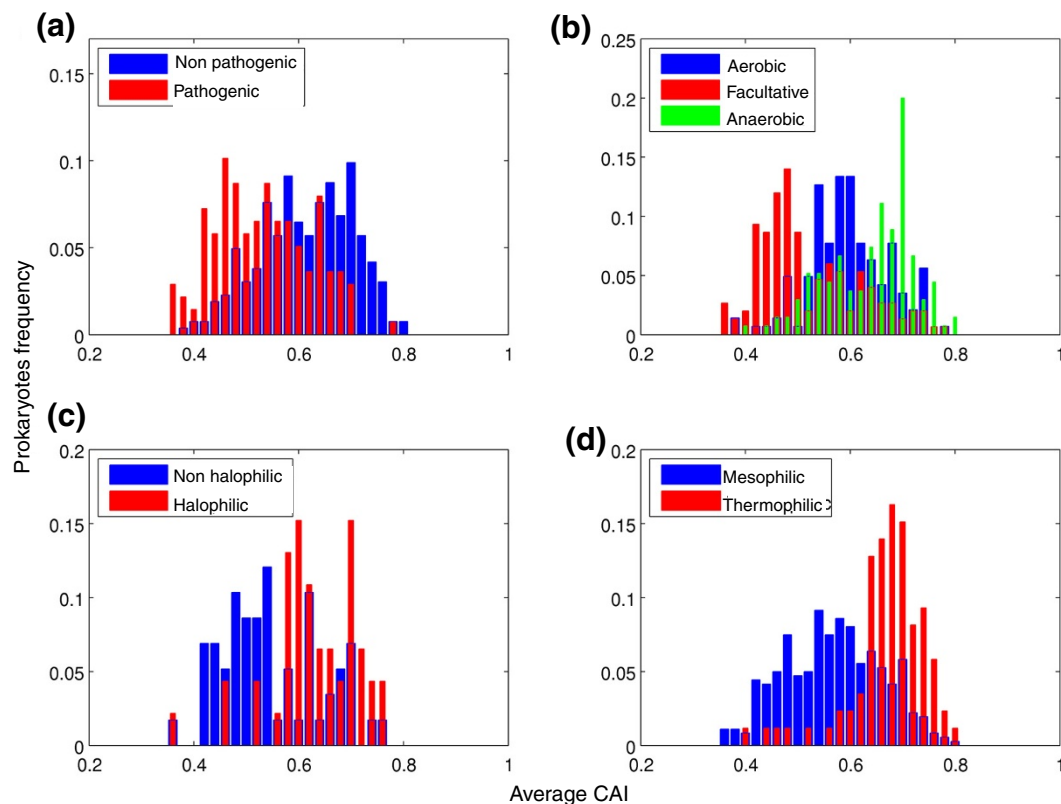 (a)
Non pathogenic
Pathogenic
0.15
0.1
0.05
0
0.2
0.4
0.6
0.8
1
(b)
Aerobic
Facultative
Anaerobic
0.25
0.2
0.15
0.1
0.05
0
0.2
0.4
0.6
0.8
1
Prokaryotes frequency
(c)
Non halophilic
Halophilic
0.2
0.15
0.1
0.05
0
0.2
0.4
0.6
0.8
1
(d)
Mesophilic
Thermophilic
0.2
0.15
0.1
0.05
0
0.2
0.4
0.6
0.8
1
Average CAI